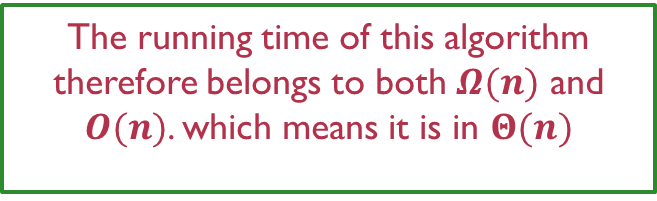 The running time of this algorithm
therefore belongs to both Ω(n) and
O(n). which means it is in Θ(n)